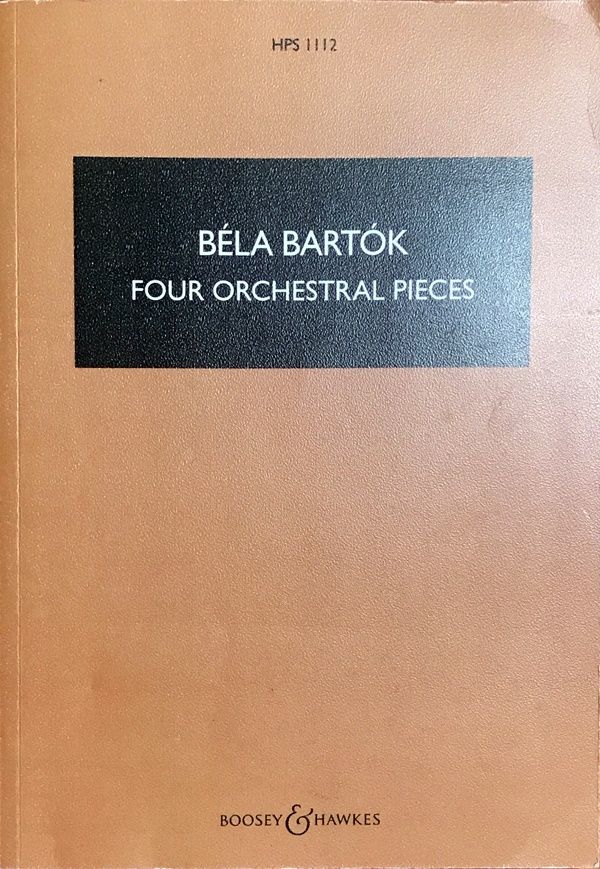 HPS 1112
BÉLA BARTÓK
FOUR ORCHESTRAL PIECES
BOOSEY & HAWKES